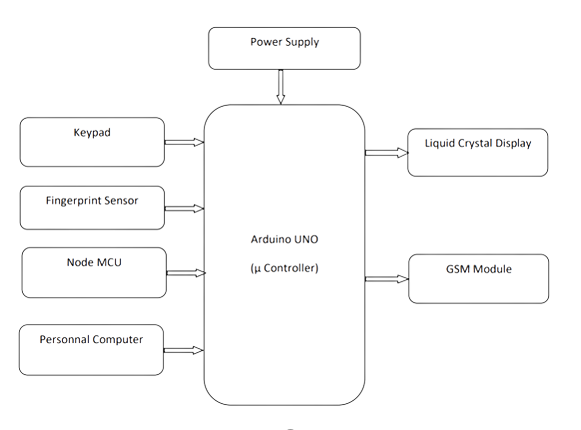 Power Supply
Keypad
Fingerprint Sensor
Node MCU
Personnal Computer
Arduino UNO
(µ Controller)
Liquid Crystal Display
GSM Module